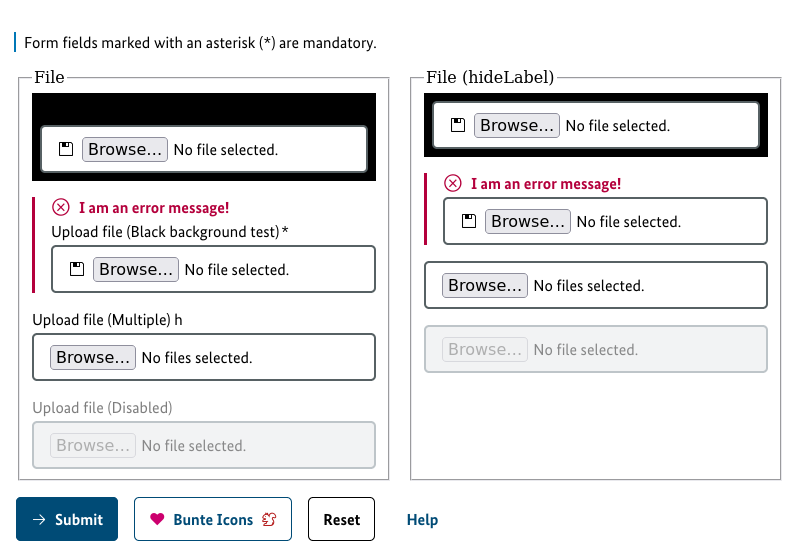 Form fields marked with an asterisk (*) are mandatory.
File
Browse... No file selected.
I am an error message!
Upload file (Black background test) *
Browse... No file selected.
Upload file (Multiple) h
Browse... No files selected.
Upload file (Disabled)
Browse... No file selected.
File (hideLabel)
Browse... No file selected.
I am an error message!
Browse... No file selected.
Browse... No files selected.
Browse... No file selected.
Submit Bunte Icons Reset Help